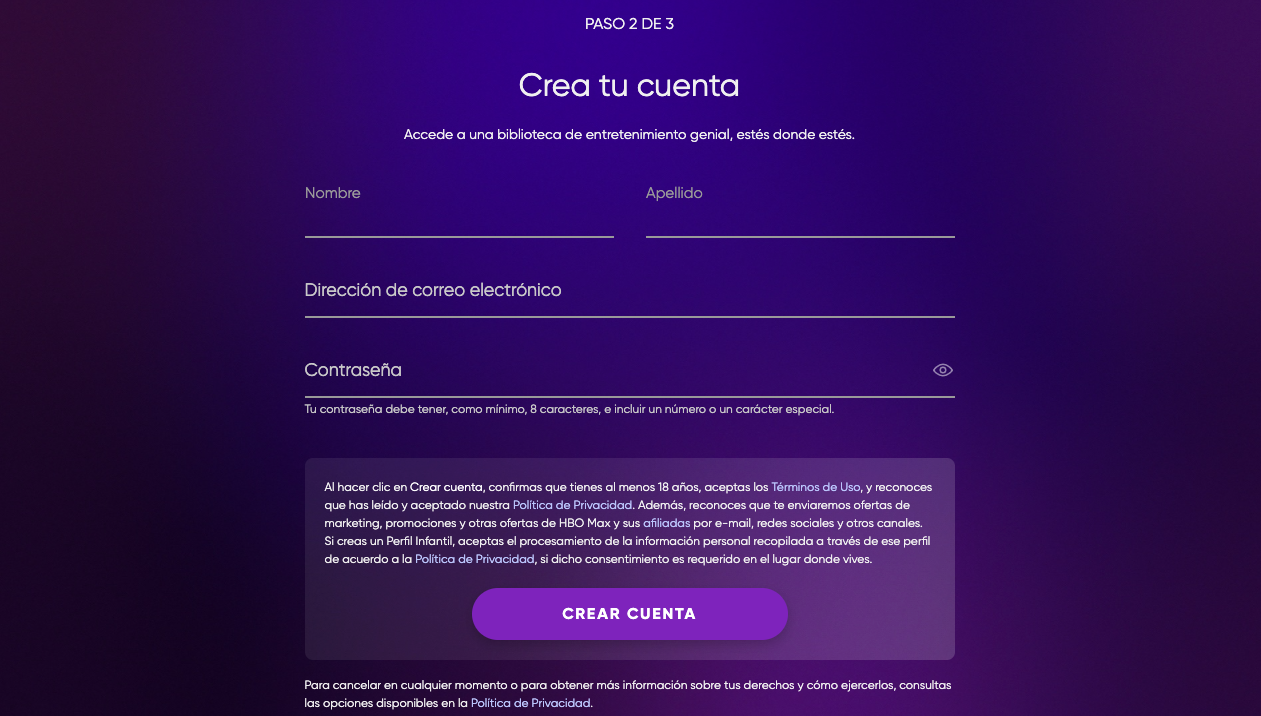 PASO 2 DE 3
Crea tu cuenta
Accede a una biblioteca de entretenimiento genial, estés donde estés.
Nombre
Apellido
Dirección de correo electrónico
Contraseña
Tu contraseña debe tener, como mínimo, 8 caracteres, e incluir un número o un carácter especial.
Al hacer clic en Crear cuenta, confirmas que tienes al menos 18 años, aceptas los Términos de Uso, y reconoces
que has leído y aceptado nuestra Política de Privacidad. Además, reconoces que te enviaremos ofertas de
marketing, promociones y otras ofertas de HBO Max y sus afiliadas por e-mail, redes sociales y otros canales.
Si creas un Perfil Infantil, aceptas el procesamiento de la información personal recopilada a través de ese perfil
de acuerdo a la Política de Privacidad, si dicho consentimiento es requerido en el lugar donde vives.
CREAR CUENTA
Para cancelar en cualquier momento o para obtener más información sobre tus derechos y cómo ejercerlos, consultas
las opciones disponibles en la Política de Privacidad.